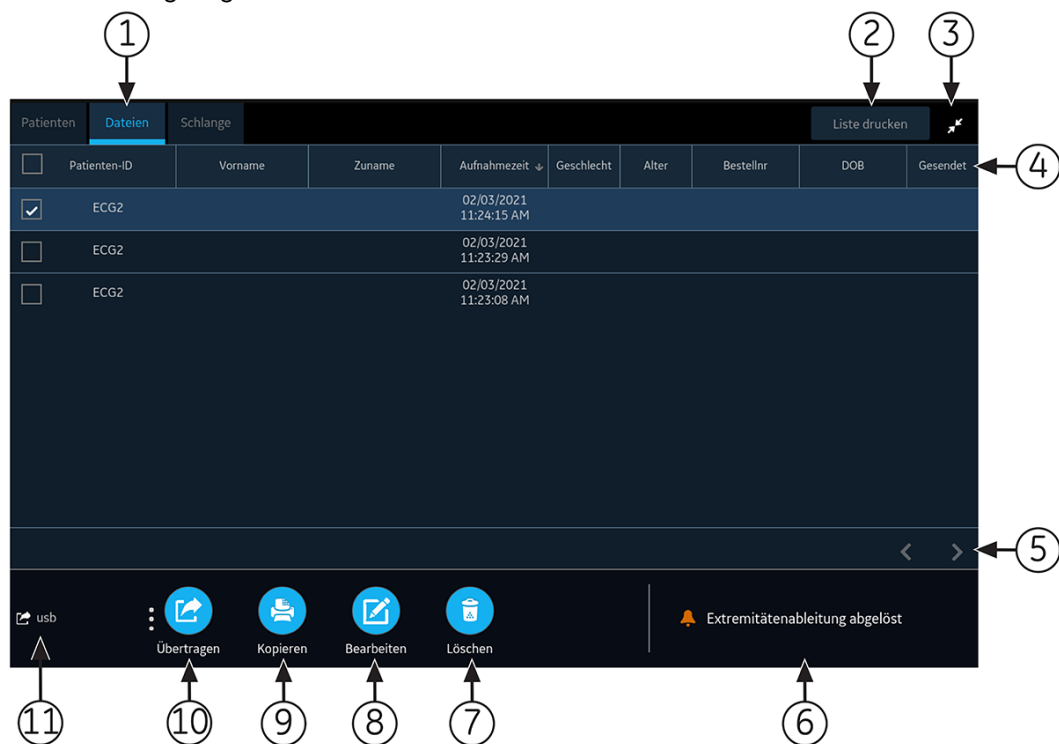 1 2 3
Patienten Dateien Schlange Liste drucken
Patienten-ID Vorname Zuname Aufnahmezeit Geschlecht Alter Bestellnr DOB Gesendet 4
ECG2 02/03/2021
11:24:15 AM
ECG2 02/03/2021
11:23:29 AM
ECG2 02/03/2021
11:23:08 AM
5
usb Extremitätenableitung abgelöst
Übertragen Kopieren Bearbeiten Löschen
11 10 9 8 7 6